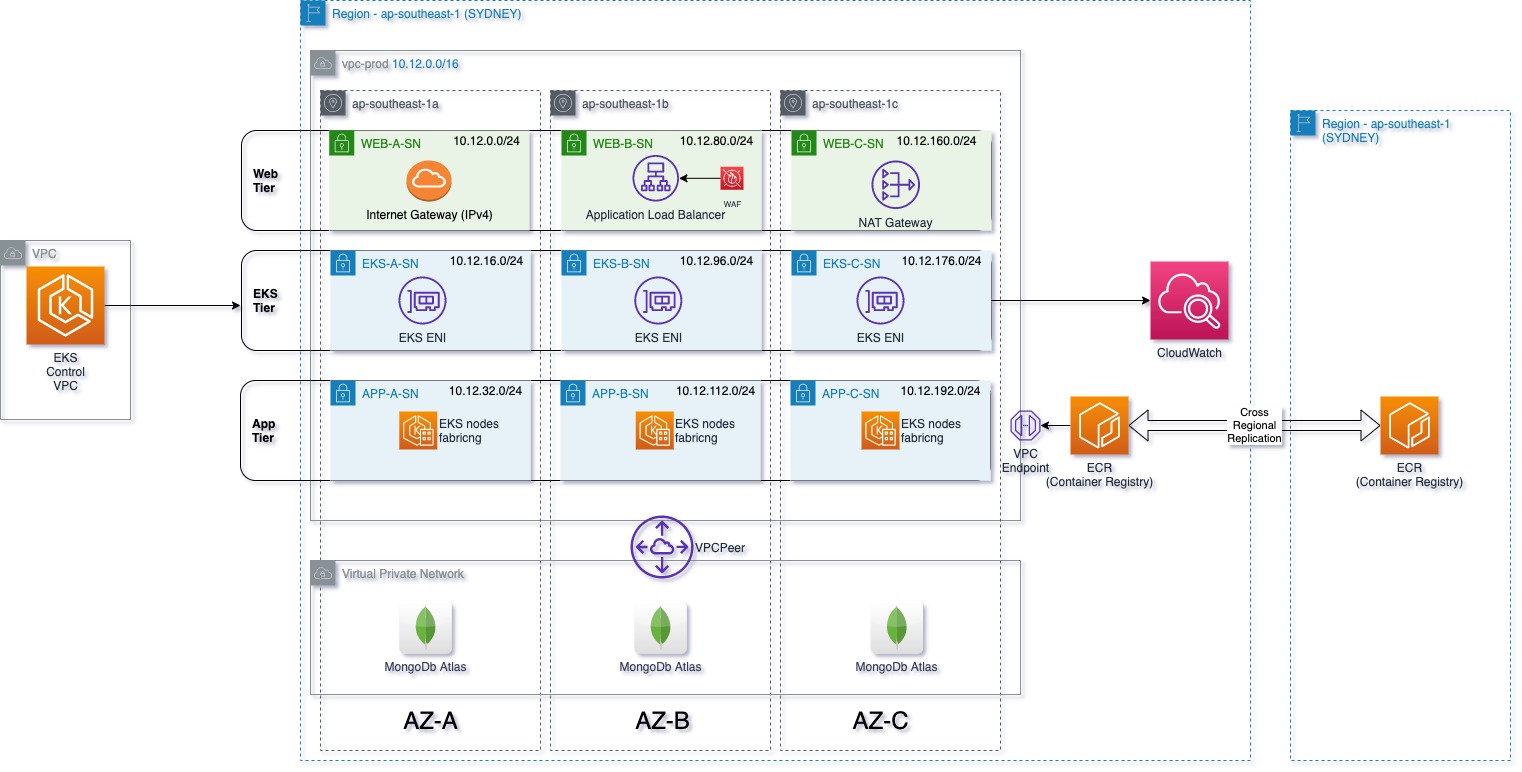 Region - ap-southeast-1 (SYDNEY)
vpc-prod 10.12.0.0/16
ap-southeast-1a
ap-southeast-1b
ap-southeast-1c
Region - ap-southeast-1
(SYDNEY)
Web
Tier
WEB-A-SN
10.12.0.0/24
Internet Gateway (IPv4)
WEB-B-SN
10.12.80.0/24
WAF
Application Load Balancer
WEB-C-SN
10.12.160.0/24
NAT Gateway
VPC
EKS
Control
VPC
EKS
Tier
EKS-A-SN
10.12.16.0/24
EKS ENI
EKS-B-SN
10.12.96.0/24
EKS ENI
EKS-C-SN
10.12.176.0/24
EKS ENI
CloudWatch
App
Tier
APP-A-SN
10.12.32.0/24
EKS nodes
fabricng
APP-B-SN
10.12.112.0/24
EKS nodes
fabricng
APP-C-SN
10.12.192.0/24
EKS nodes
fabricng
VPC
Endpoint
ECR
(Container Registry)
Cross
Regional
Replication
ECR
(Container Registry)
VPCPeer
Virtual Private Network
MongoDb Atlas
MongoDb Atlas
MongoDb Atlas
AZ-A
AZ-B
AZ-C